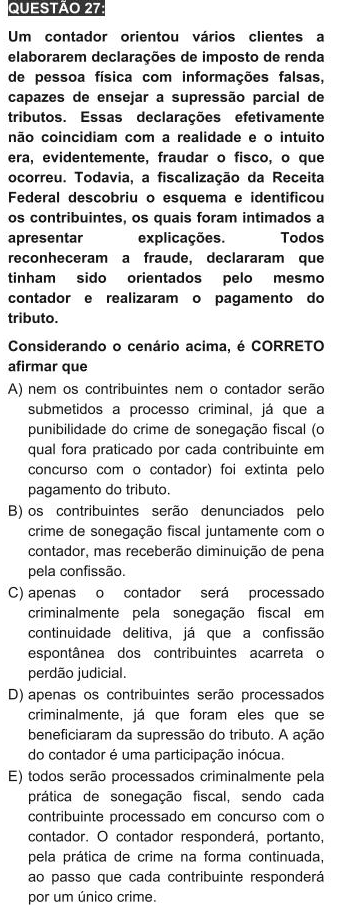 QUESTÃO 27:
Um contador orientou vários clientes a
elaborarem declarações de imposto de renda
de pessoa física com informações falsas,
capazes de ensejar a supressão parcial de
tributos. Essas declarações efetivamente
não coincidiam com a realidade e o intuito
era, evidentemente, fraudar o fisco, o que
ocorreu. Todavia, a fiscalização da Receita
Federal descobriu o esquema e identificou
os contribuintes, os quais foram intimados a
apresentar explicações. Todos
reconheceram a fraude, declararam que
tinham sido orientados pelo mesmo
contador e realizaram o pagamento do
tributo.
Considerando o cenário acima, é CORRETO
afirmar que
A) nem os contribuintes nem o contador serão
submetidos a processo criminal, já que a
punibilidade do crime de sonegação fiscal (o
qual fora praticado por cada contribuinte em
concurso com o contador) foi extinta pelo
pagamento do tributo.
B) os contribuintes serão denunciados pelo
crime de sonegação fiscal juntamente com o
contador, mas receberão diminuição de pena
pela confissão.
C) apenas o contador será processado
criminalmente pela sonegação fiscal em
continuidade delitiva, já que a confissão
espontânea dos contribuintes acarreta o
perdão judicial.
D) apenas os contribuintes serão processados
criminalmente, já que foram eles que se
beneficiaram da supressão do tributo. A ação
do contador é uma participação inócua.
E) todos serão processados criminalmente pela
prática de sonegação fiscal, sendo cada
contribuinte processado em concurso com o
contador. O contador responderá, portanto,
pela prática de crime na forma continuada,
ao passo que cada contribuinte responderá
por um único crime.